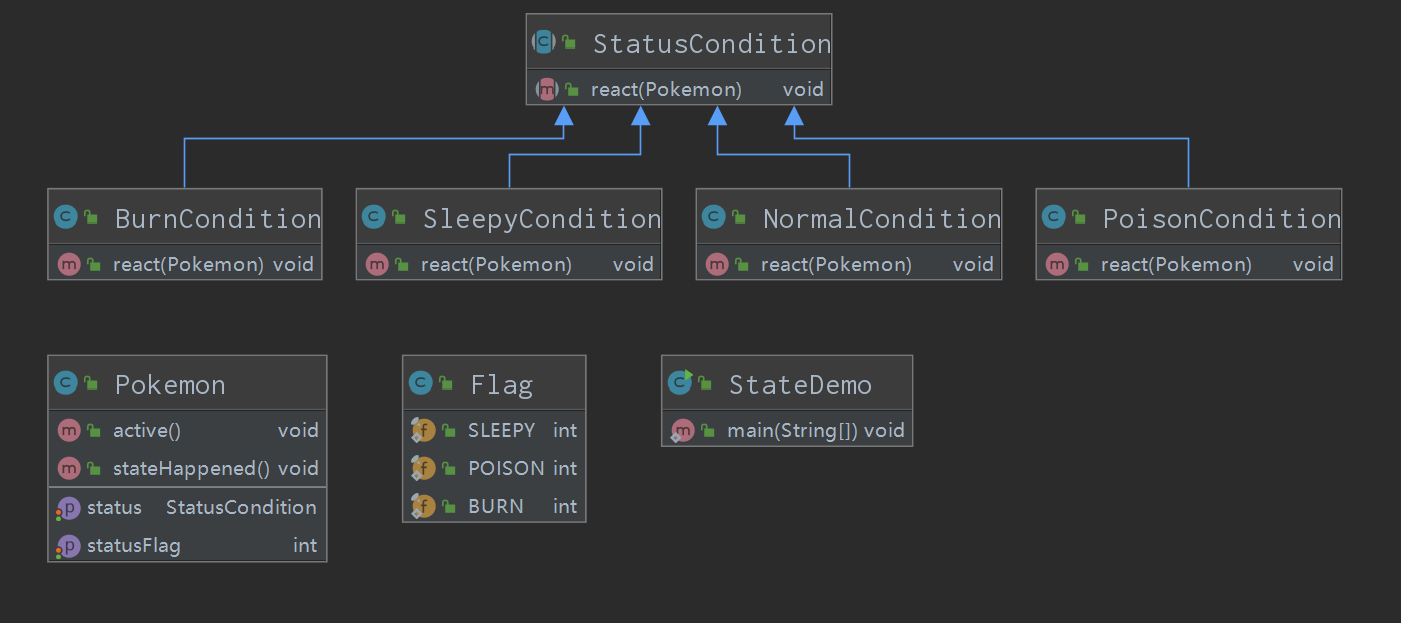 StatusCondition
react(Pokemon) void
BurnCondition
react(Pokemon) void
SleepyCondition
react(Pokemon) void
NormalCondition
react(Pokemon) void
PoisonCondition
react(Pokemon) void
Pokemon
active() void
stateHappened() void
status StatusCondition
statusFlag int
Flag
SLEEPY int
POISON int
BURN int
StateDemo
main(String[]) void